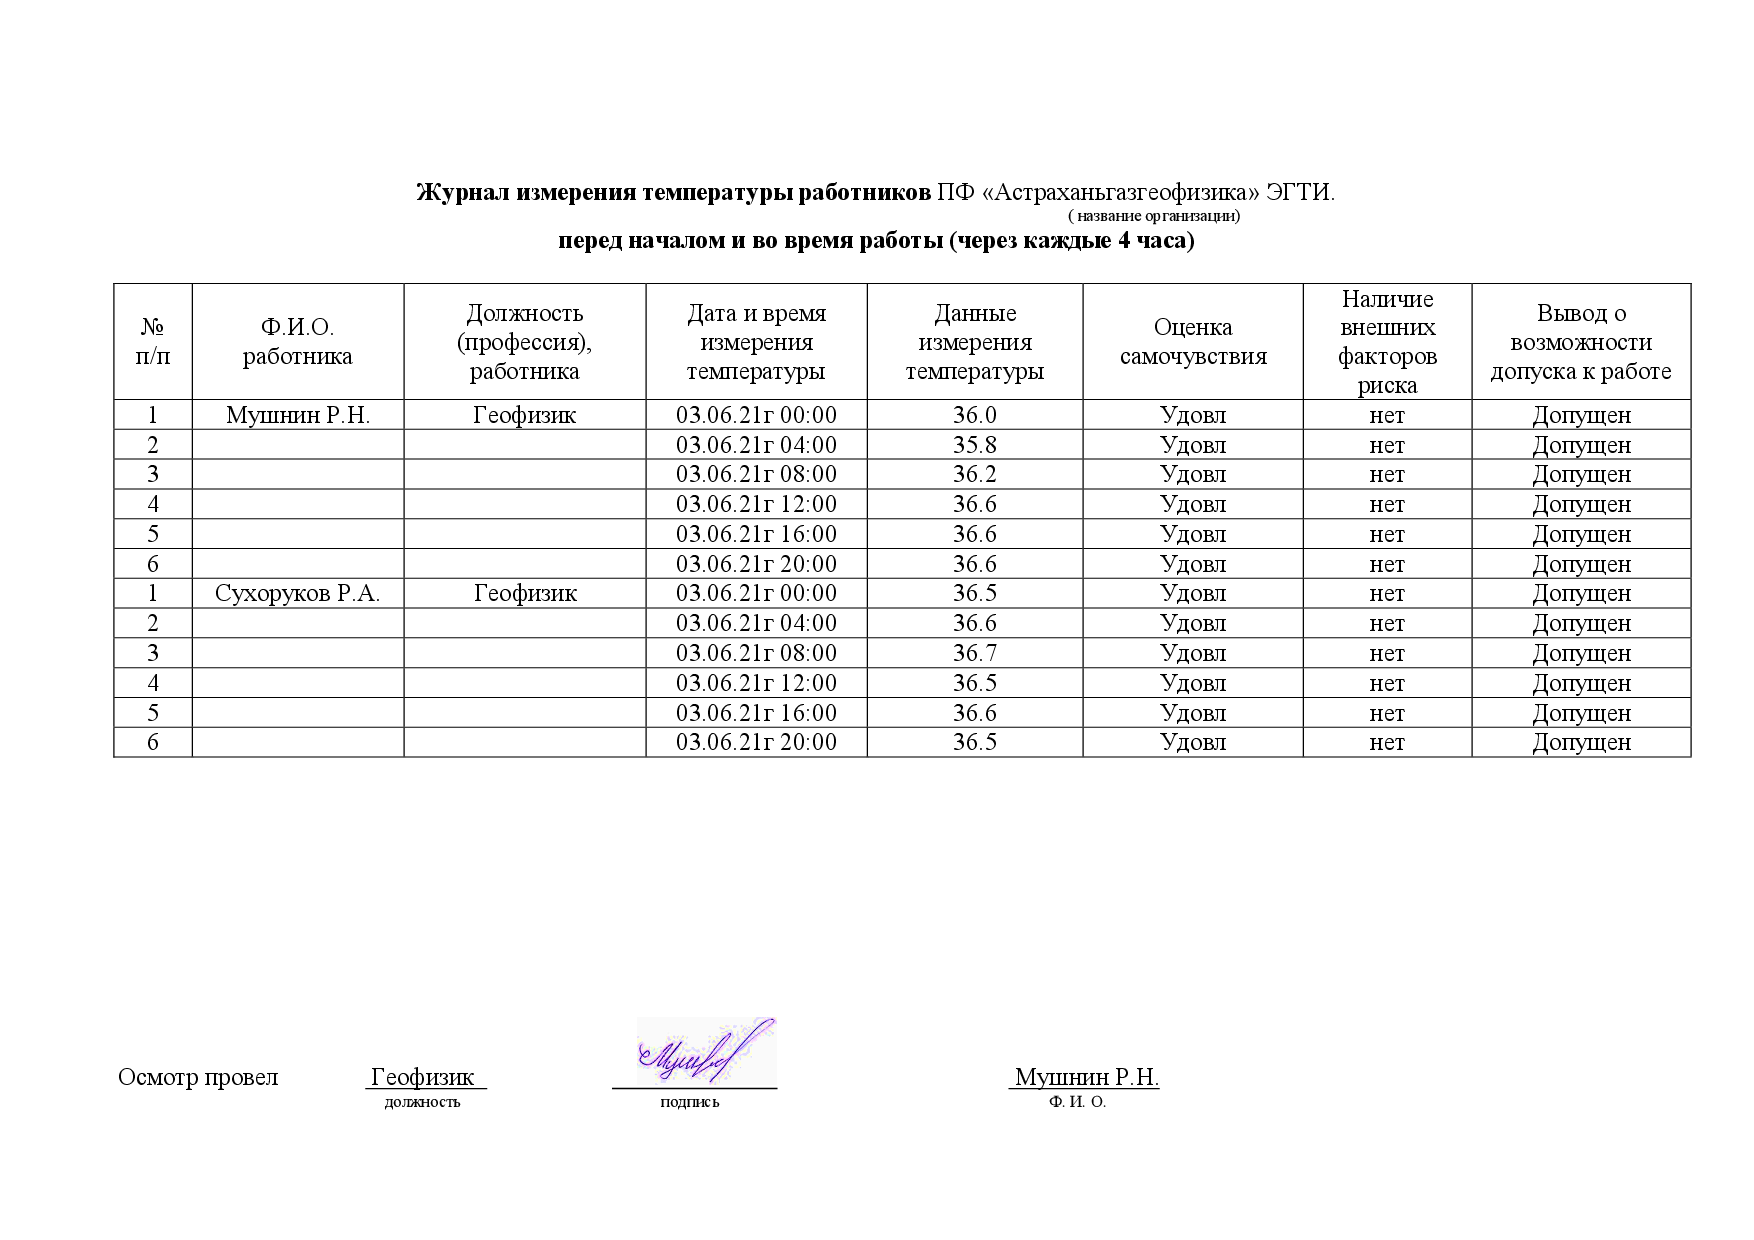 Журнал измерения температуры работников ПФ «Астраханьгазгеофизика» ЭГТИ.
( название организации)
перед началом и во время работы (через каждые 4 часа)
№ п/п Ф.И.О. работника Должность (профессия), работника Дата и время измерения температуры Данные измерения температуры Оценка самочувствия Наличие внешних факторов риска Вывод о возможности допуска к работе
1 Мушнин Р.Н. Геофизик 03.06.21г 00:00 36.0 Удовл нет Допущен
2 03.06.21г 04:00 35.8 Удовл нет Допущен
3 03.06.21г 08:00 36.2 Удовл нет Допущен
4 03.06.21г 12:00 36.6 Удовл нет Допущен
5 03.06.21г 16:00 36.6 Удовл нет Допущен
6 03.06.21г 20:00 36.6 Удовл нет Допущен
1 Сухоруков Р.А. Геофизик 03.06.21г 00:00 36.5 Удовл нет Допущен
2 03.06.21г 04:00 36.6 Удовл нет Допущен
3 03.06.21г 08:00 36.7 Удовл нет Допущен
4 03.06.21г 12:00 36.5 Удовл нет Допущен
5 03.06.21г 16:00 36.6 Удовл нет Допущен
6 03.06.21г 20:00 36.5 Удовл нет Допущен
Осмотр провел Геофизик Мушнин Р.Н.
должность подпись Ф. И. О.